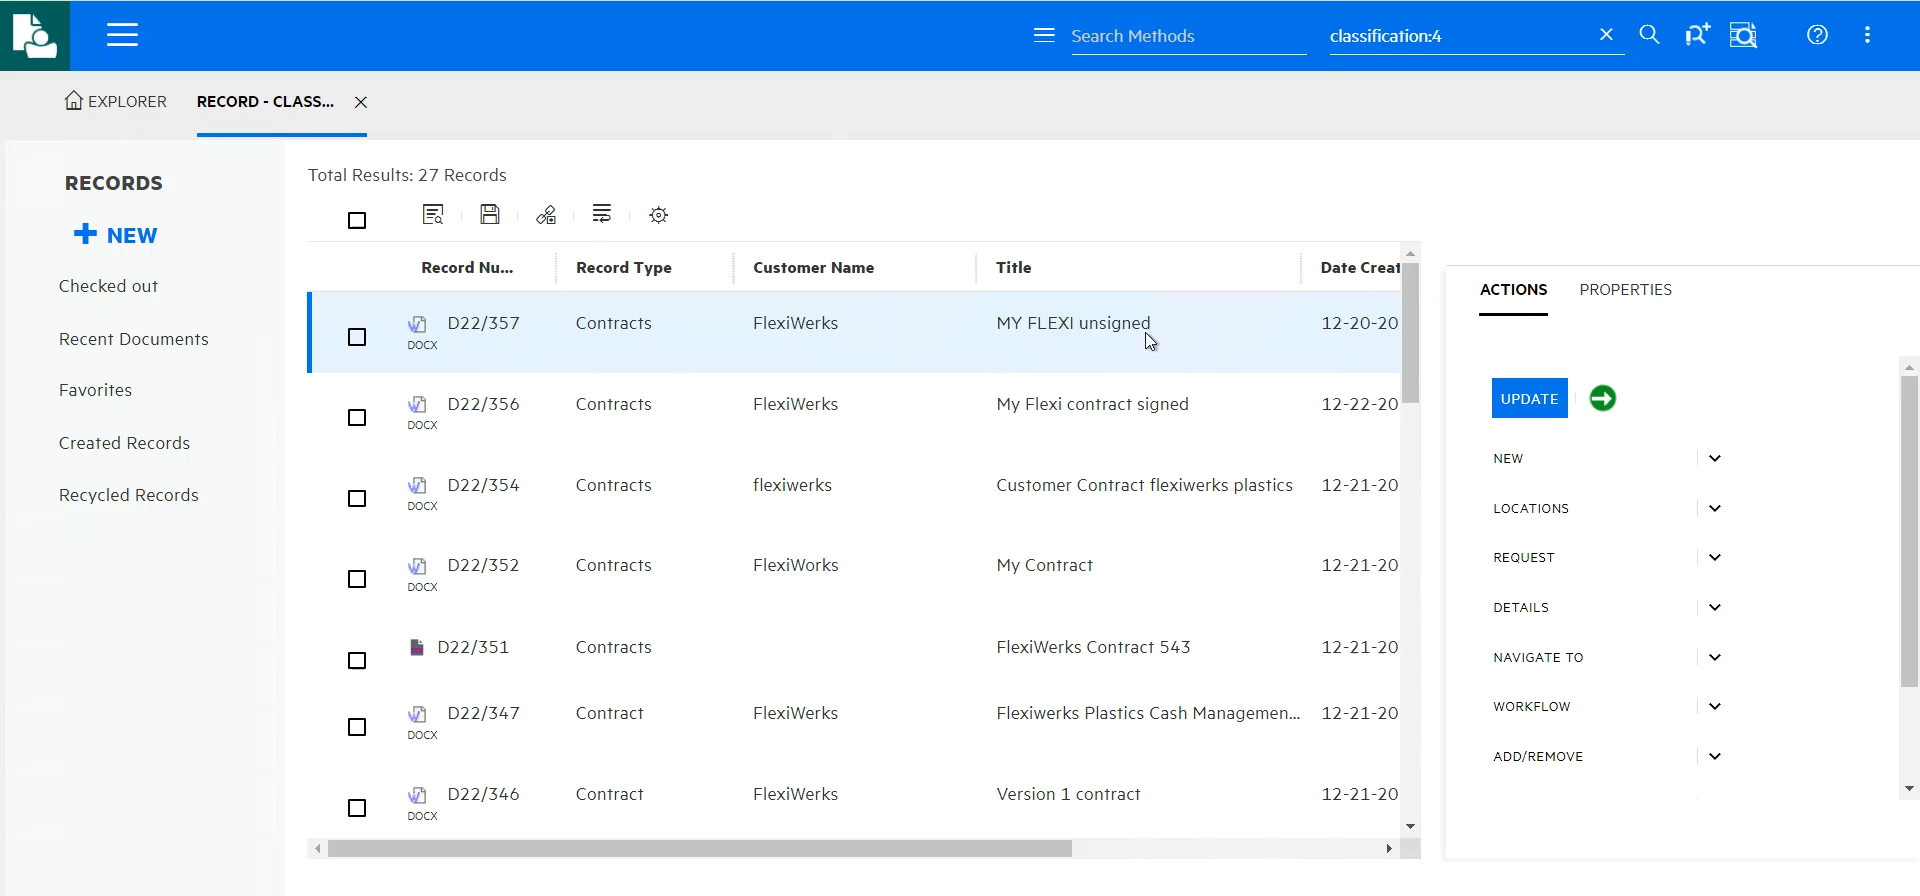 Search Methods classification:4
EXPLORER RECORD - CLASS...
RECORDS
NEW
Checked out
Recent Documents
Favorites
Created Records
Recycled Records
Total Results: 27 Records
Record Nu... Record Type Customer Name Title Date Creat
D22/357 Contracts FlexiWerks MY FLEXI unsigned 12-20-20
DOCX
D22/356 Contracts FlexiWerks My Flexi contract signed 12-22-20
DOCX
D22/354 Contracts flexiwerks Customer Contract flexiwerks plastics 12-21-20
DOCX
D22/352 Contracts FlexiWorks My Contract 12-21-20
DOCX
D22/351 Contracts FlexiWerks Contract 543 12-21-20
D22/347 Contract FlexiWerks Flexiwerks Plastics Cash Managemen... 12-21-20
DOCX
D22/346 Contract FlexiWerks Version 1 contract 12-21-20
DOCX
ACTIONS PROPERTIES
UPDATE
NEW
LOCATIONS
REQUEST
DETAILS
NAVIGATE TO
WORKFLOW
ADD/REMOVE